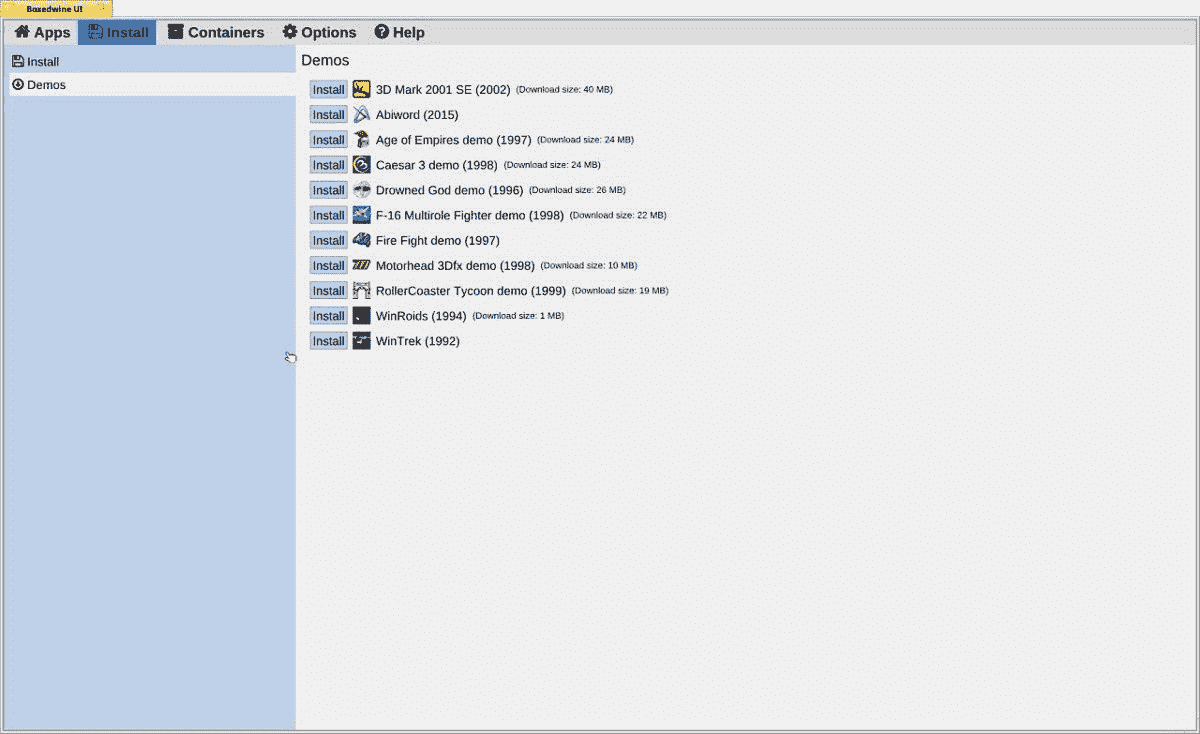 Boxedwine UI
Apps Install Containers Options Help
Install
Demos
Demos
Install 3D Mark 2001 SE (2002) (Download size: 40 MB)
Install Abiword (2015)
Install Age of Empires demo (1997) (Download size: 24 MB)
Install Caesar 3 demo (1998) (Download size: 24 MB)
Install Drowned God demo (1996) (Download size: 26 MB)
Install F-16 Multirole Fighter demo (1998) (Download size: 22 MB)
Install Fire Fight demo (1997)
Install Motorhead 3Dfx demo (1998) (Download size: 10 MB)
Install RollerCoaster Tycoon demo (1999) (Download size: 19 MB)
Install WinRoids (1994) (Download size: 1 MB)
Install WinTrek (1992)